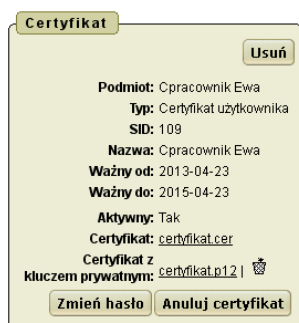 Certyfikat
Usuń
Podmiot: Cpracownik Ewa
Typ: Certyfikat użytkownika
SID: 109
Nazwa: Cpracownik Ewa
Ważny od: 2013-04-23
Ważny do: 2015-04-23
Aktywny: Tak
Certyfikat: certyfikat.cer
Certyfikat z
kluczem prywatnym: certyfikat.p12 |
Zmień hasło Anuluj certyfikat